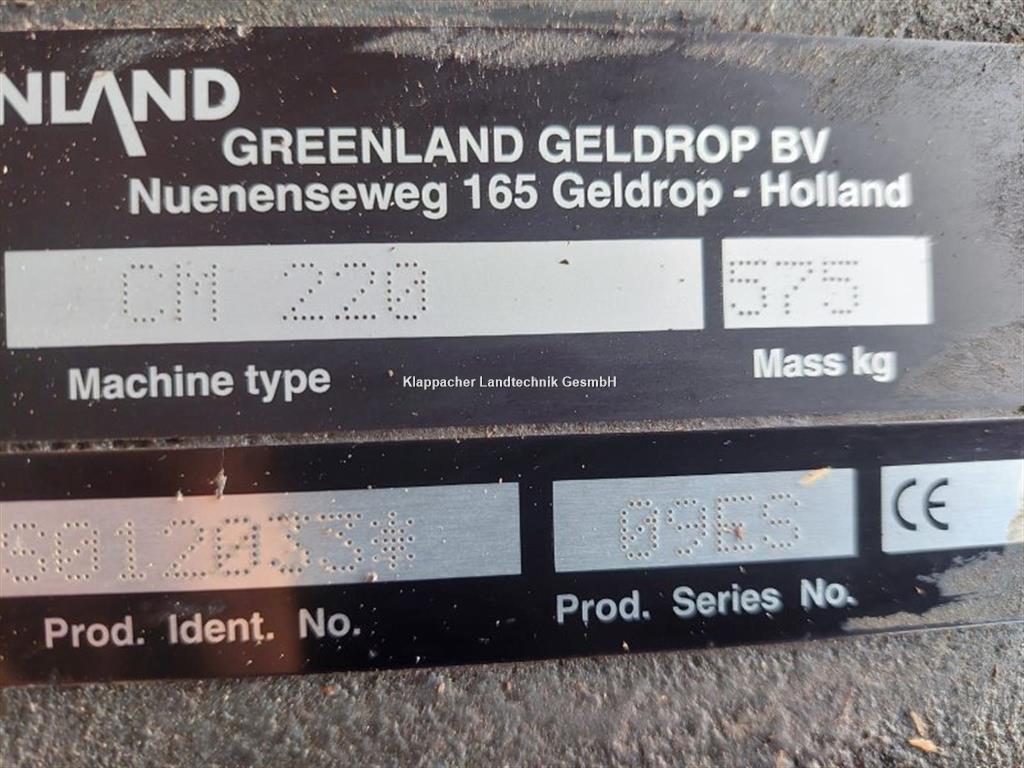 NLAND
GREENLAND GELDROP BV
Nuenenseweg 165 Geldrop - Holland
CM 220 575
Machine type Mass kg
Klappacher Landtechnik GesmbH
S012033* 09ES CE
Prod. Ident. No. Prod. Series No.